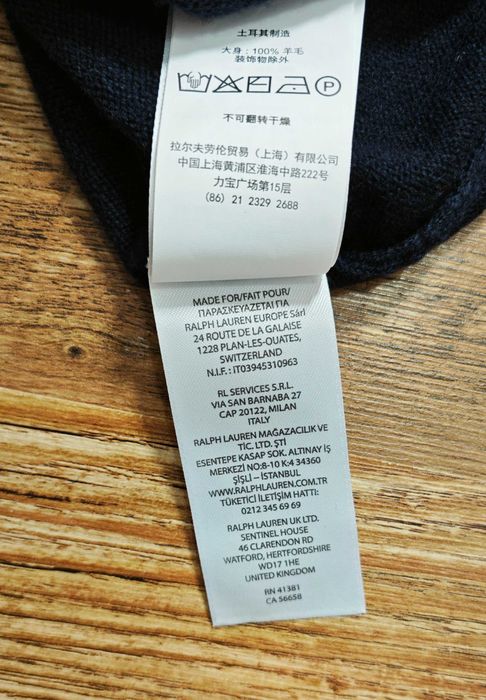 土耳其制造
大身: 100% 羊毛
装饰物除外
P
不可翻转干燥
拉尔夫劳伦贸易（上海）有限公司
中国上海黄浦区淮海中路222号
力宝广场第15层
(86) 21 2329 2688
MADE FOR/FAIT POUR/
ΠΑΡΑΣΚΕΥΑΖΕΤΑΙ ΓΙΑ
RALPH LAUREN EUROPE Sárl
24 ROUTE DE LA GALAISE
1228 PLAN-LES-OUATES,
SWITZERLAND
N.I.F.: IT03945310963
RL SERVICES S.R.L.
VIA SAN BARNABA 27
CAP 20122, MILAN
ITALY
RALPH LAUREN MAĞAZACILIK VE
TİC. LTD. ŞTİ
ESENTEPE KASAP SOK. ALTINAY İŞ
MERKEZİ NO:8-10 K:4 34360
ŞİŞLİ - İSTANBUL
WWW.RALPHLAUREN.COM.TR
TÜKETİCİ İLETİŞİM HATTI:
0212 345 69 69
RALPH LAUREN UK LTD.
SENTINEL HOUSE
46 CLARENDON RD
WATFORD, HERTFORDSHIRE
WD17 1HE
UNITED KINGDOM
RN 41381
CA 56658